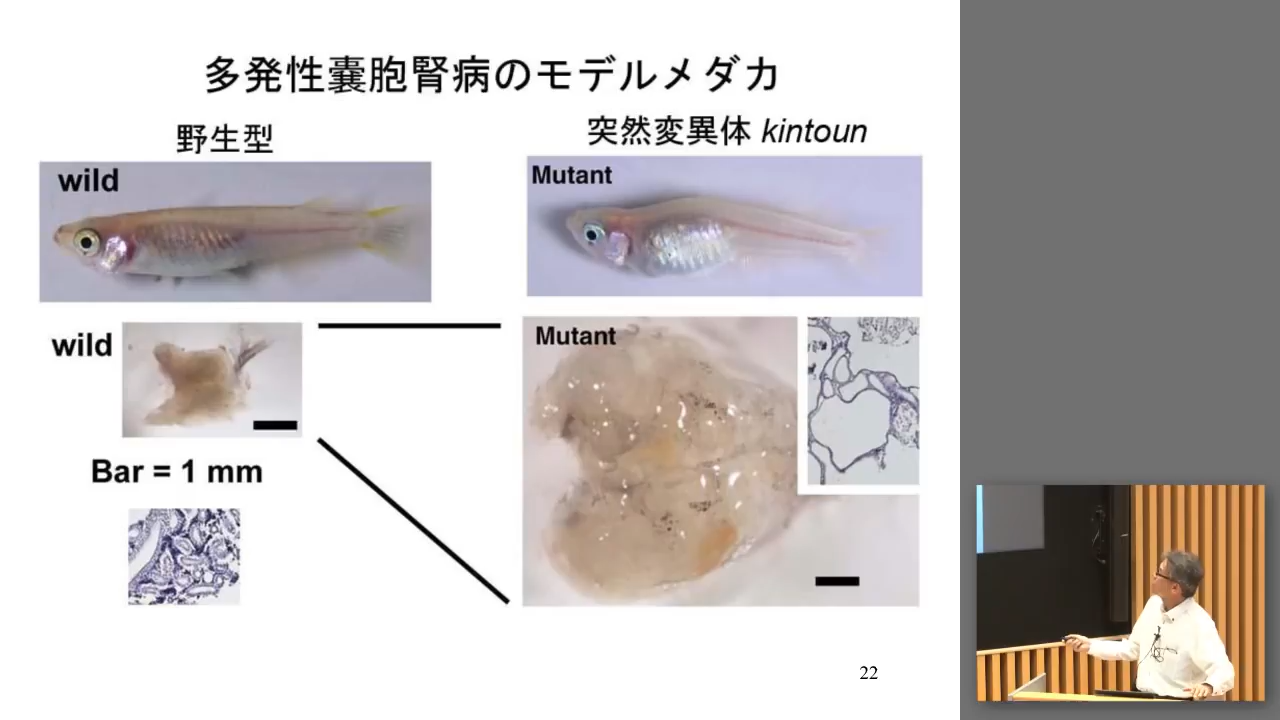 多発性嚢胞腎病のモデルメダカ
野生型
突然変異体 kintoun
wild
Mutant
wild
Mutant
Bar = 1 mm
22